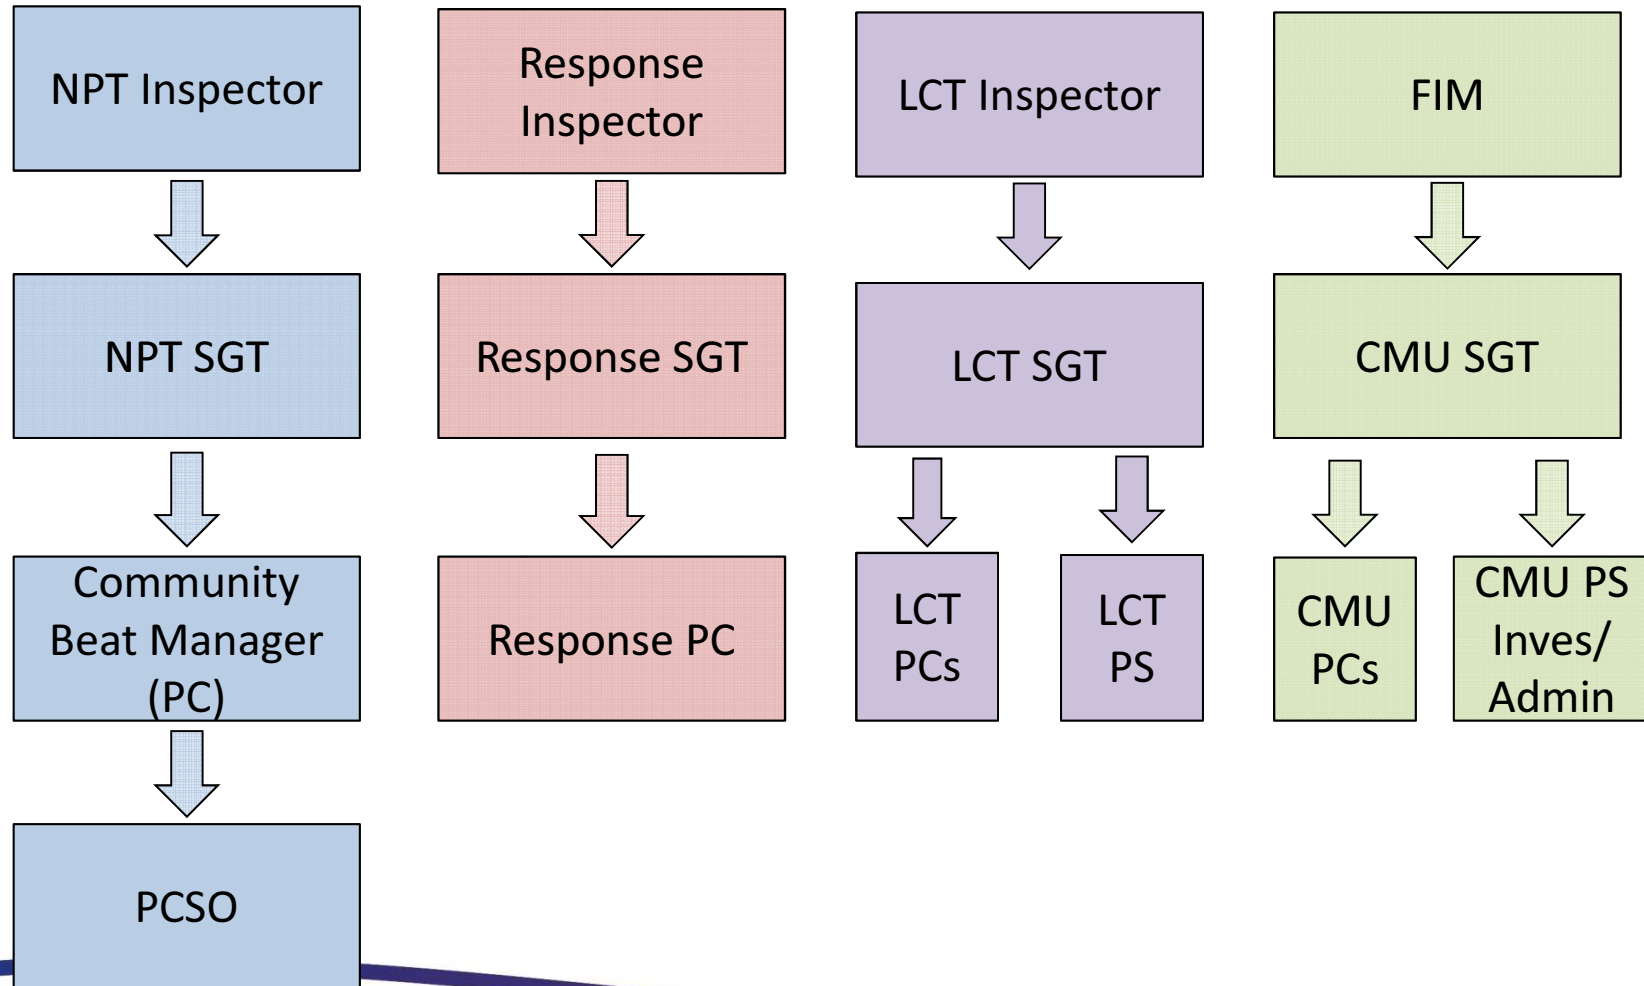 NPT Inspector
Response
Inspector
LCT Inspector
FIM
NPT SGT
Response SGT
LCT SGT
CMU SGT
Community
Beat Manager
(PC)
Response PC
LCT
PCs
LCT
PS
CMU
PCs
CMU PS
Inves/
Admin
PCSO